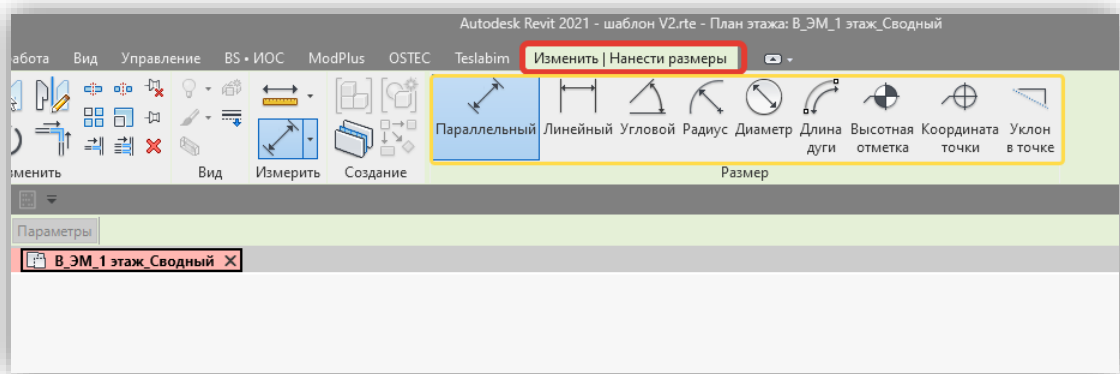 Autodesk Revit 2021 - шаблон V2.rte - План этажа: В_ЭМ_1 этаж_Сводный
Вид Управление BS • ИОС ModPlus OSTEC Teslabim Изменить | Нанести размеры
Параллельный Линейный Угловой Радиус Диаметр Длина дуги Высотная отметка Координата точки Уклон в точке
Вид Измерить Создание Размер
Параметры
В_ЭМ_1 этаж_Сводный